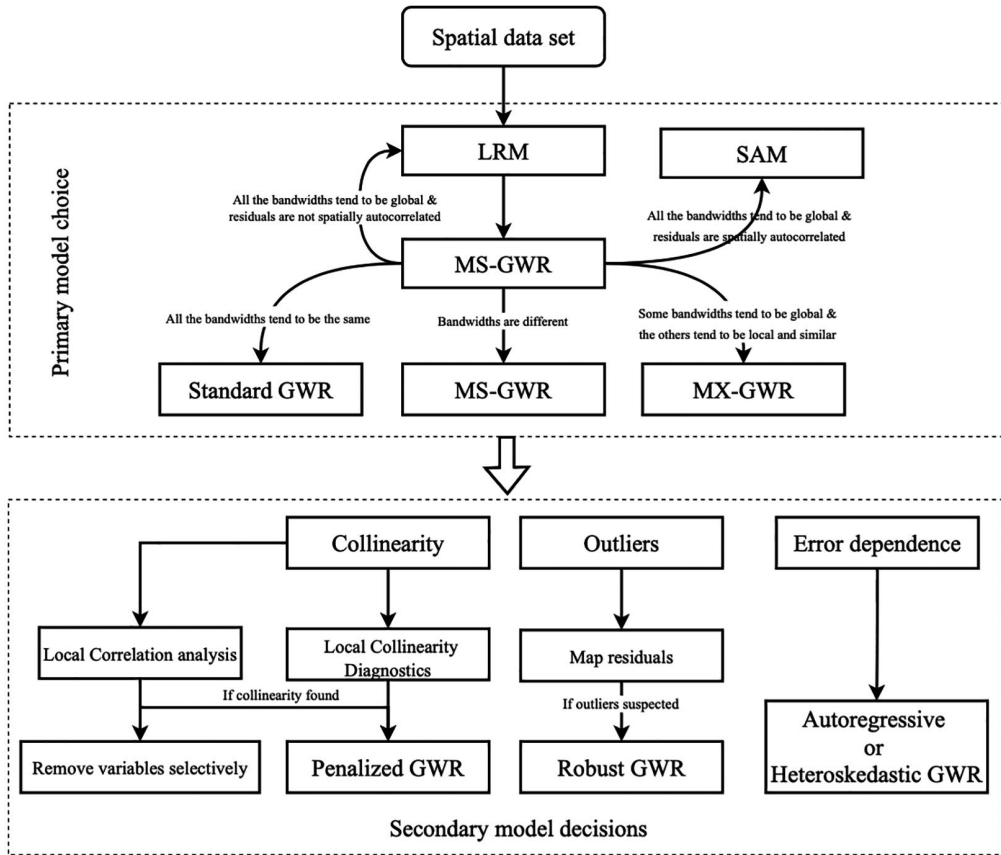 Spatial data set
LRM
SAM
All the bandwidths tend to be global &
residuals are not spatially autocorrelated
All the bandwidths tend to be global &
residuals are spatially autocorrelated
MS-GWR
Primary model choice
All the bandwidths tend to be the same
Bandwidths are different
Some bandwidths tend to be global &
the others tend to be local and similar
Standard GWR
MS-GWR
MX-GWR
Collinearity
Outliers
Error dependence
Local Correlation analysis
Local Collinearity
Diagnostics
Map residuals
If collinearity found
If outliers suspected
Remove variables selectively
Penalized GWR
Robust GWR
Autoregressive
or
Heteroskedastic GWR
Secondary model decisions